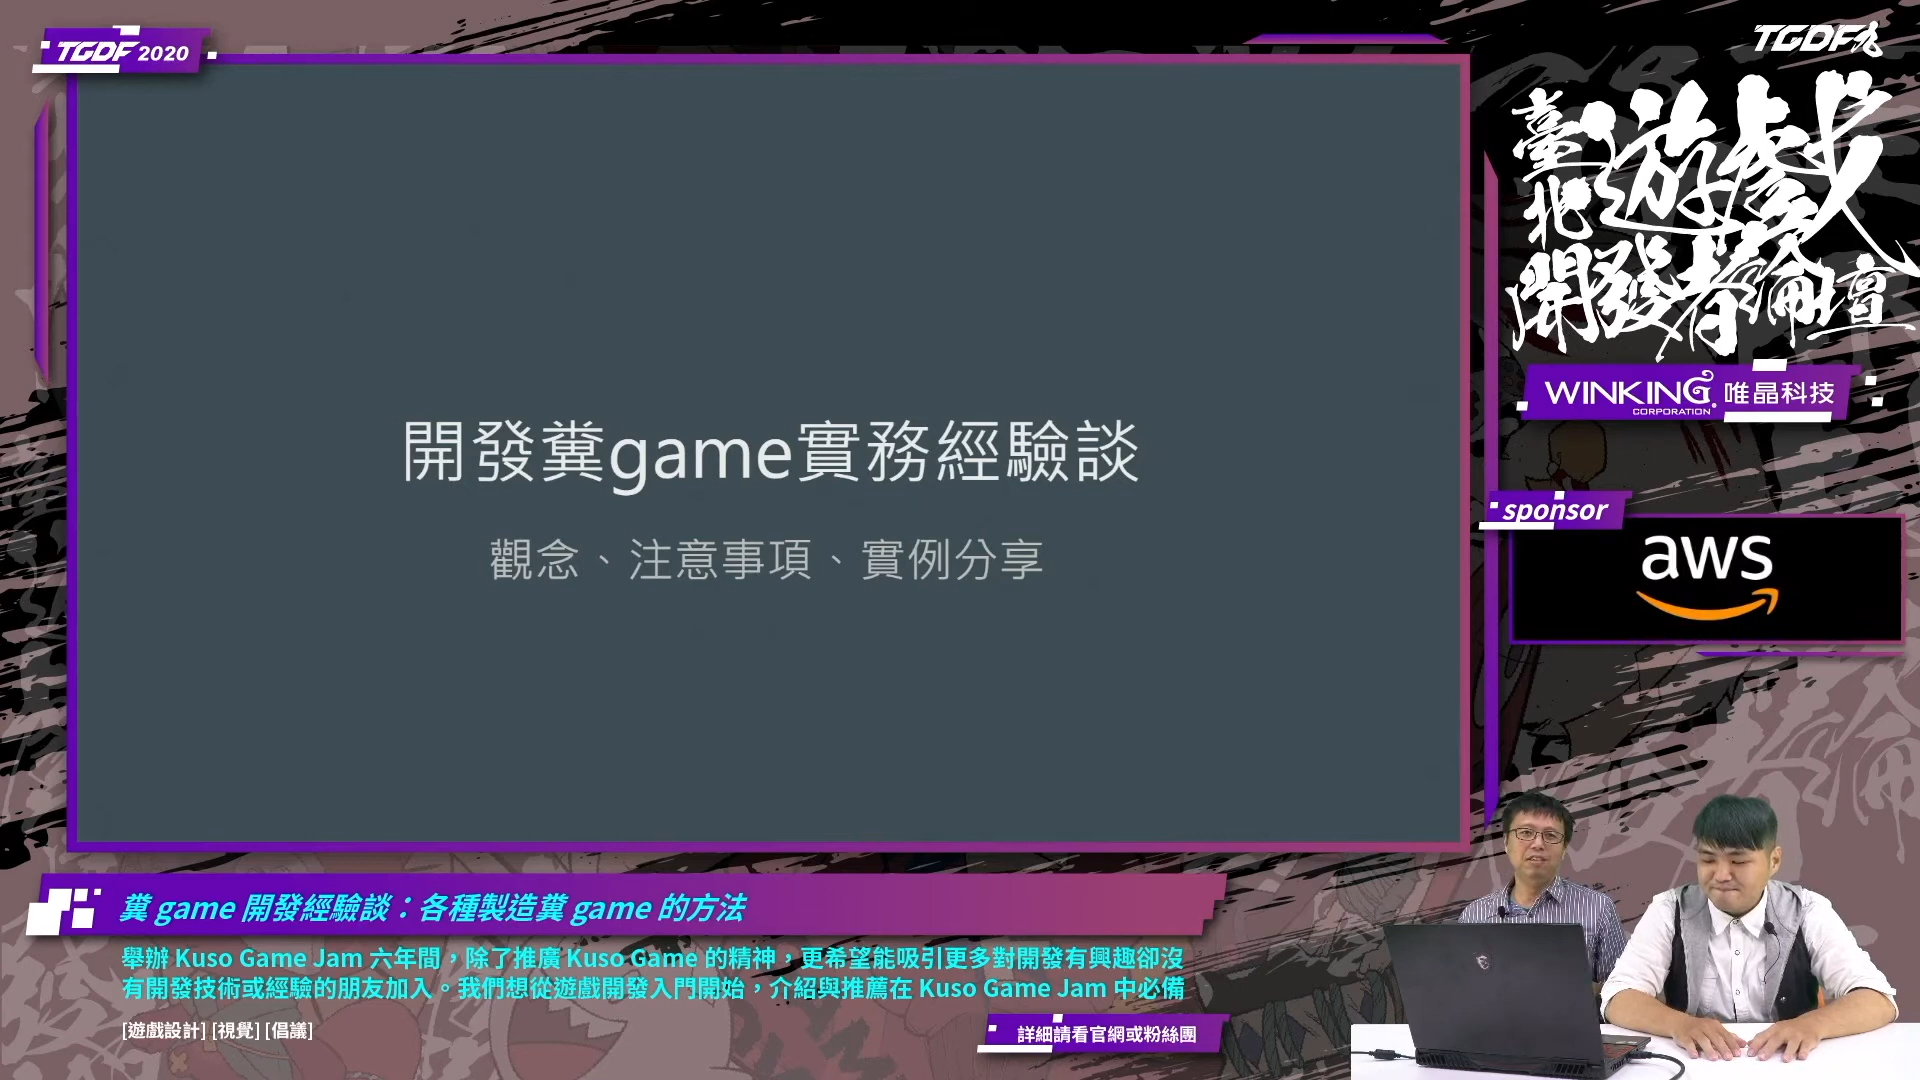 TGDF 2020
TGDF九
臺北遊戲
開發者論壇
WINKING 唯晶科技
CORPORATION
開發糞game實務經驗談
觀念、注意事項、實例分享
sponsor
aws
糞 game 開發經驗談：各種製造糞 game 的方法
舉辦 Kuso Game Jam 六年間，除了推廣 Kuso Game 的精神，更希望能吸引更多對開發有興趣卻沒
有開發技術或經驗的朋友加入。我們想從遊戲開發入門開始，介紹與推薦在 Kuso Game Jam 中必備
[遊戲設計] [視覺] [倡議]
詳細請看官網或粉絲團